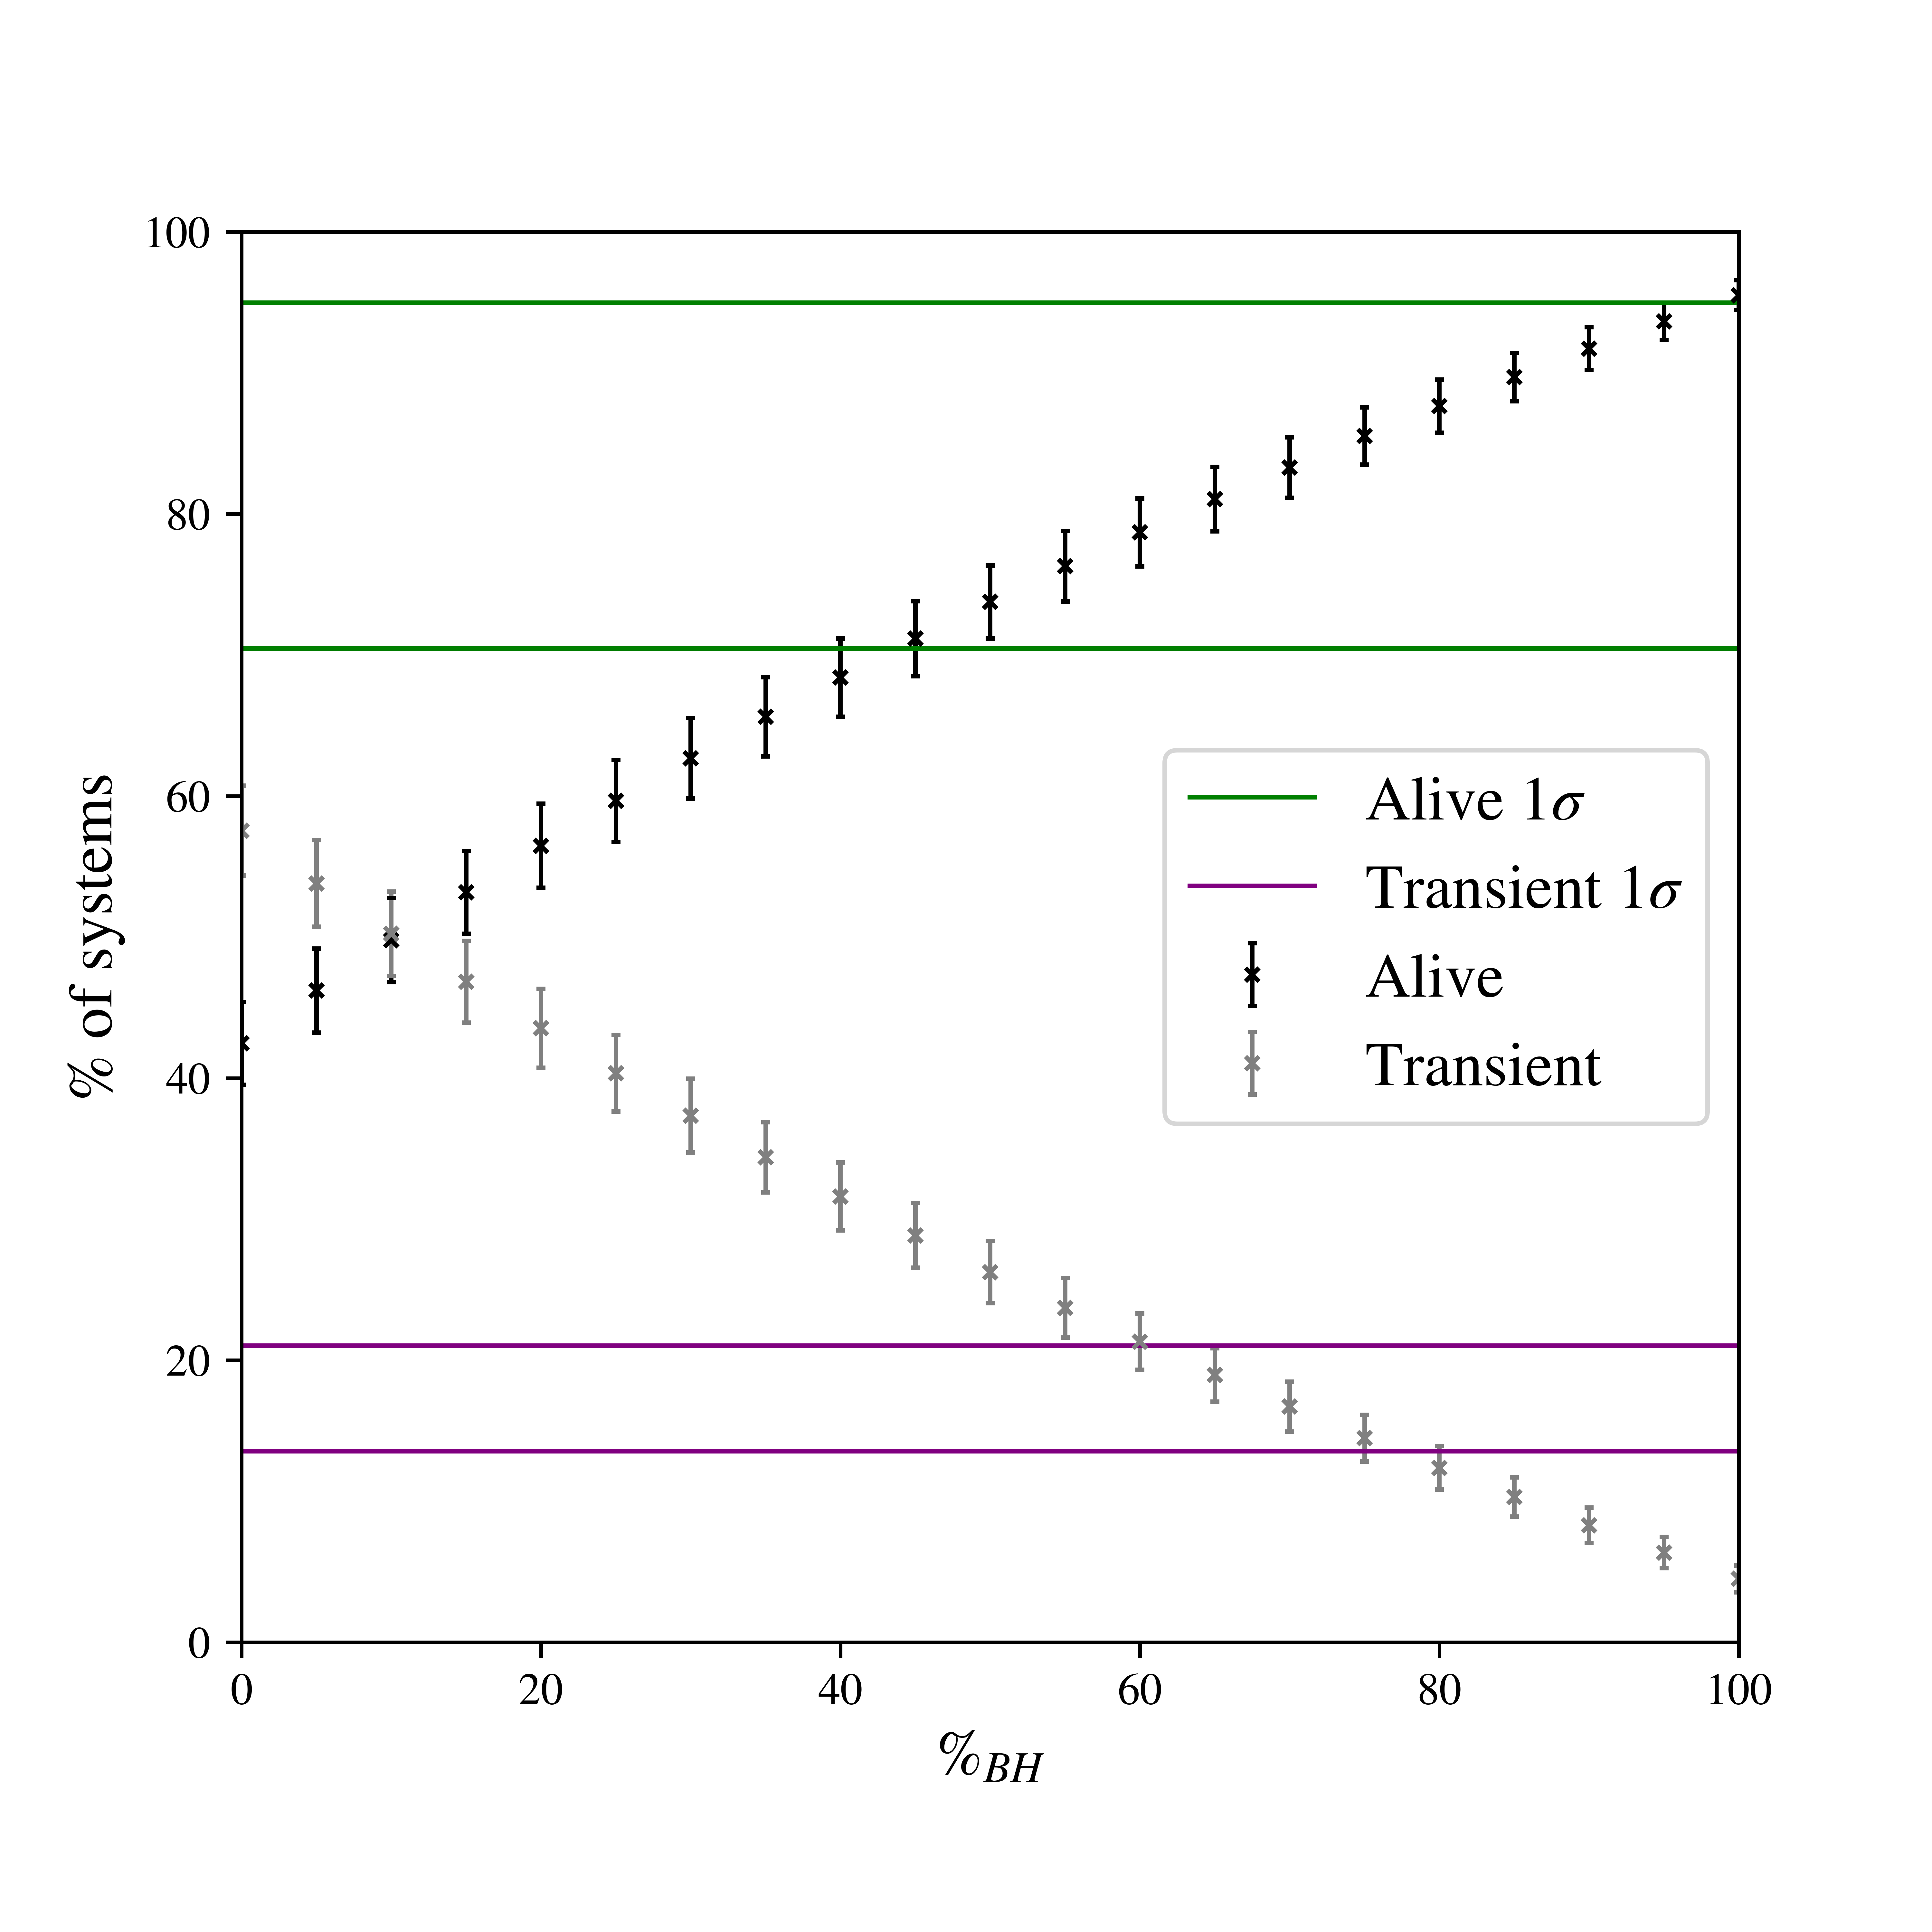 100
80
60
40
20
0
% of systems
Alive 1σ
Transient 1σ
Alive
Transient
0 20 40 60 80 100
%BH